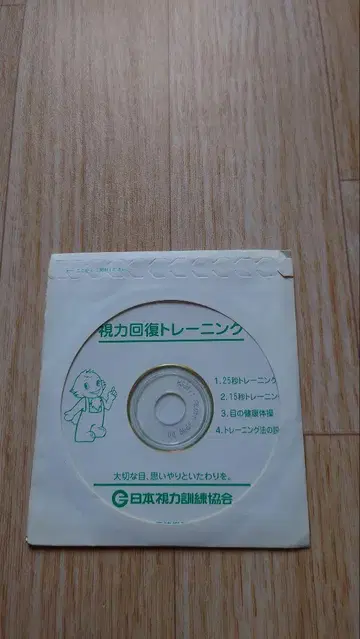 視力回復トレーニング
1.25秒トレーニング
2.15秒トレーニン
3.目の健康体操
4.トレーニング法の説
大切な目、思いやりといたわりを。
日本視力訓練協会